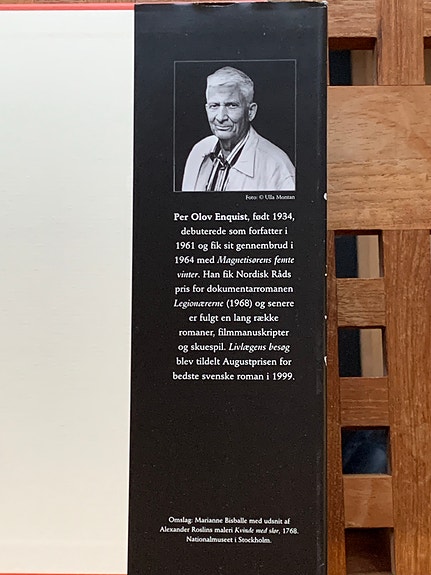 Foto: © Ulla Montan
Per Olov Enquist, født 1934,
debuterede som forfatter i
1961 og fik sit gennembrud i
1964 med Magnetisørens femte
vinter. Han fik Nordisk Råds
pris for dokumentarromanen
Legionærerne (1968) og senere
er fulgt en lang række
romaner, filmmanuskripter
og skuespil. Livlægens besøg
blev tildelt Augustprisen for
bedste svenske roman i 1999.
Omslag: Marianne Bisballe med udsnit af
Alexander Roslins maleri Kvinde med slør, 1768.
Nationalmuseet i Stockholm.